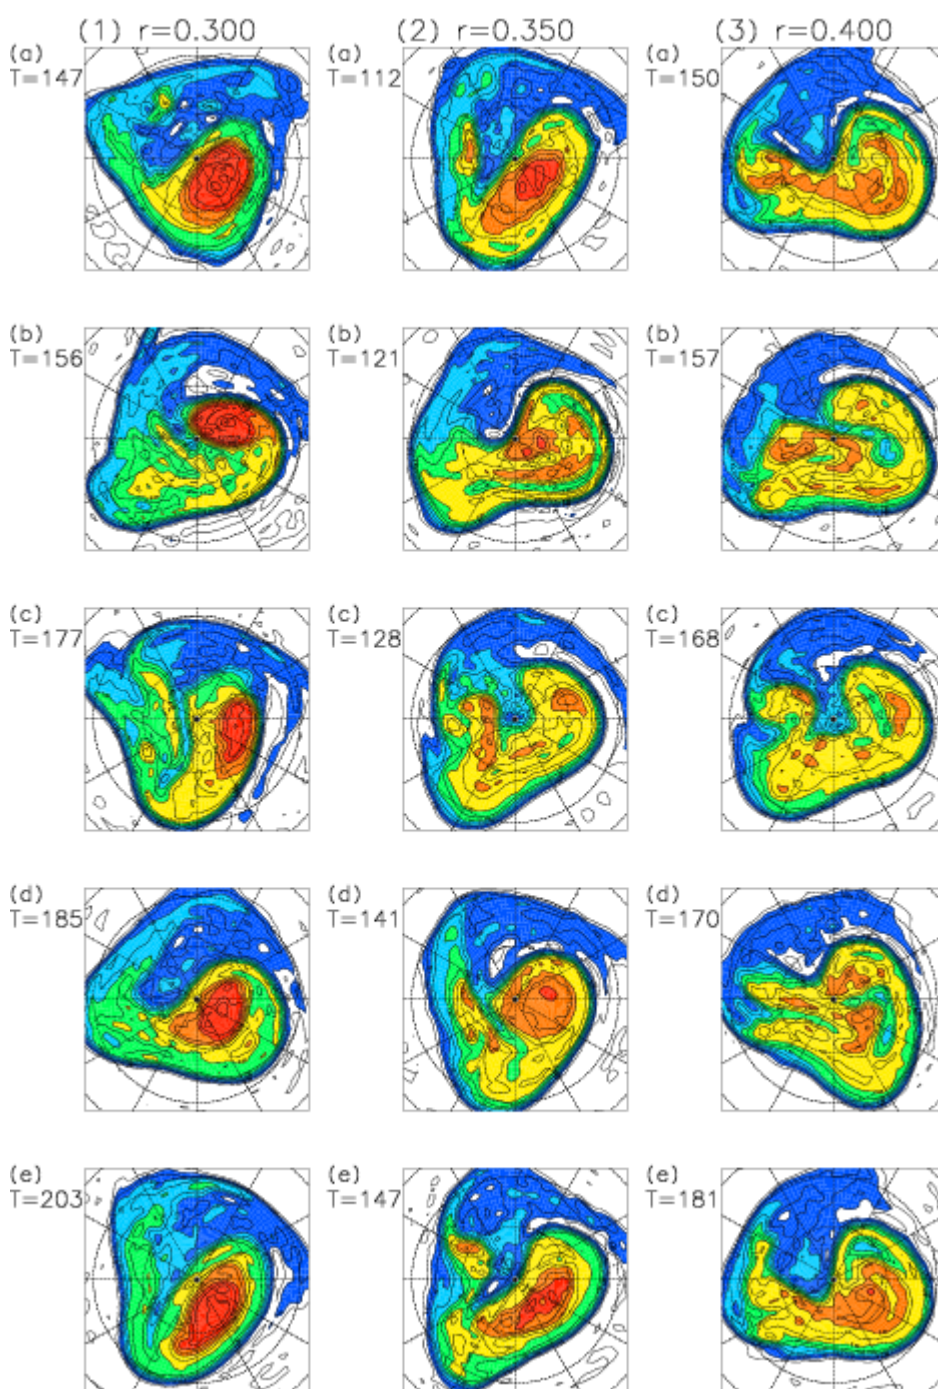 (1) r=0.300 (2) r=0.350 (3) r=0.400
(a) (a) (a)
T=147 T=112 T=150
(b) (b) (b)
T=156 T=121 T=157
(c) (c) (c)
T=177 T=128 T=168
(d) (d) (d)
T=185 T=141 T=170
(e) (e) (e)
T=203 T=147 T=181